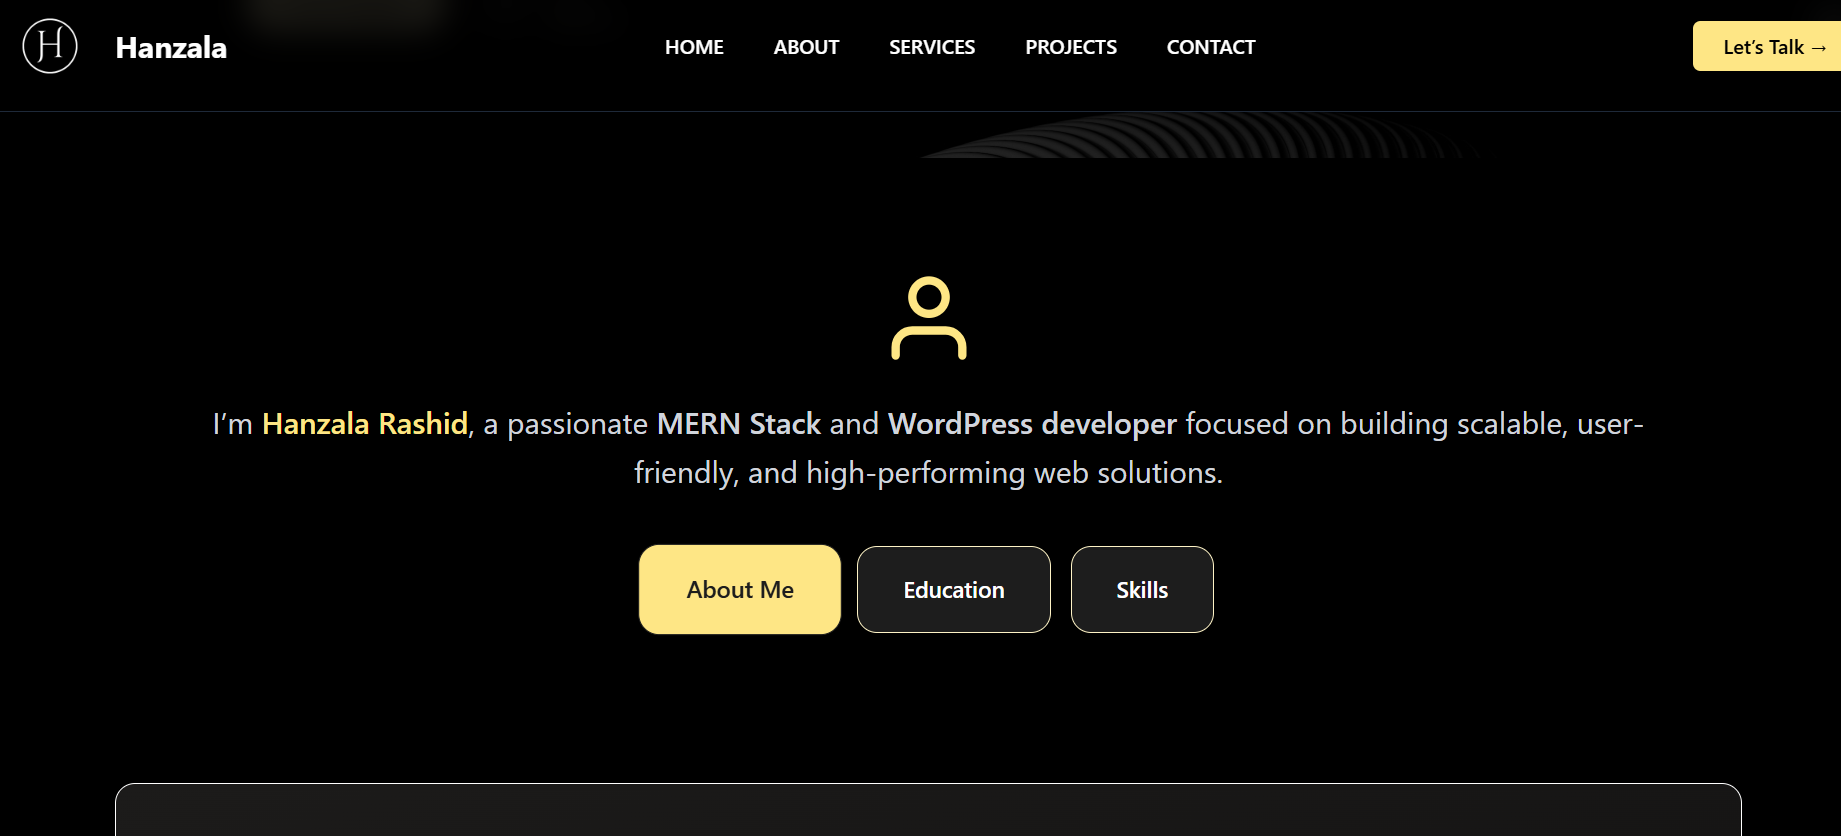 H Hanzala HOME ABOUT SERVICES PROJECTS CONTACT Let’s Talk →
I’m Hanzala Rashid, a passionate MERN Stack and WordPress developer focused on building scalable, user-
friendly, and high-performing web solutions.
About Me Education Skills